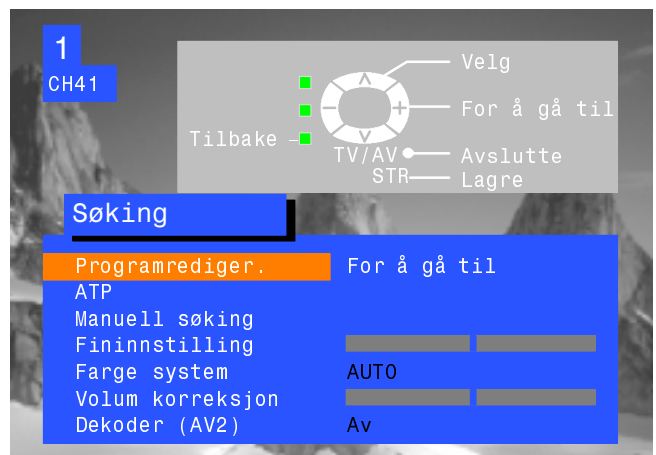 1
CH41
Velg
For å gå til
Tilbake
TV/AV
Avslutte
STR
Lagre
Søking
Programrediger. For å gå til
ATP
Manuell søking
Fininnstilling
Farge system AUTO
Volum korreksjon
Dekoder (AV2) Av